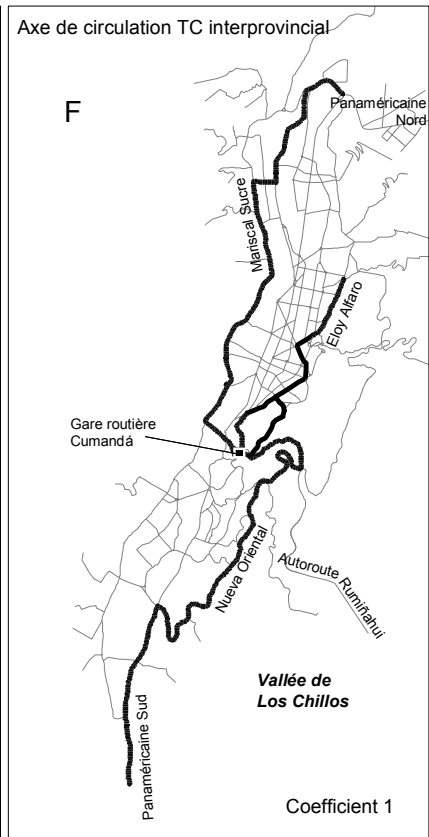 Axe de circulation TC interprovincial
F
Panaméricaine
Nord
Mariscal Sucre
Eloy Alfaro
Gare routière
Cumandá
Nueva Oriental
Autoroute Rumiñahui
Vallée de
Los Chillos
Panaméricaine Sud
Coefficient 1